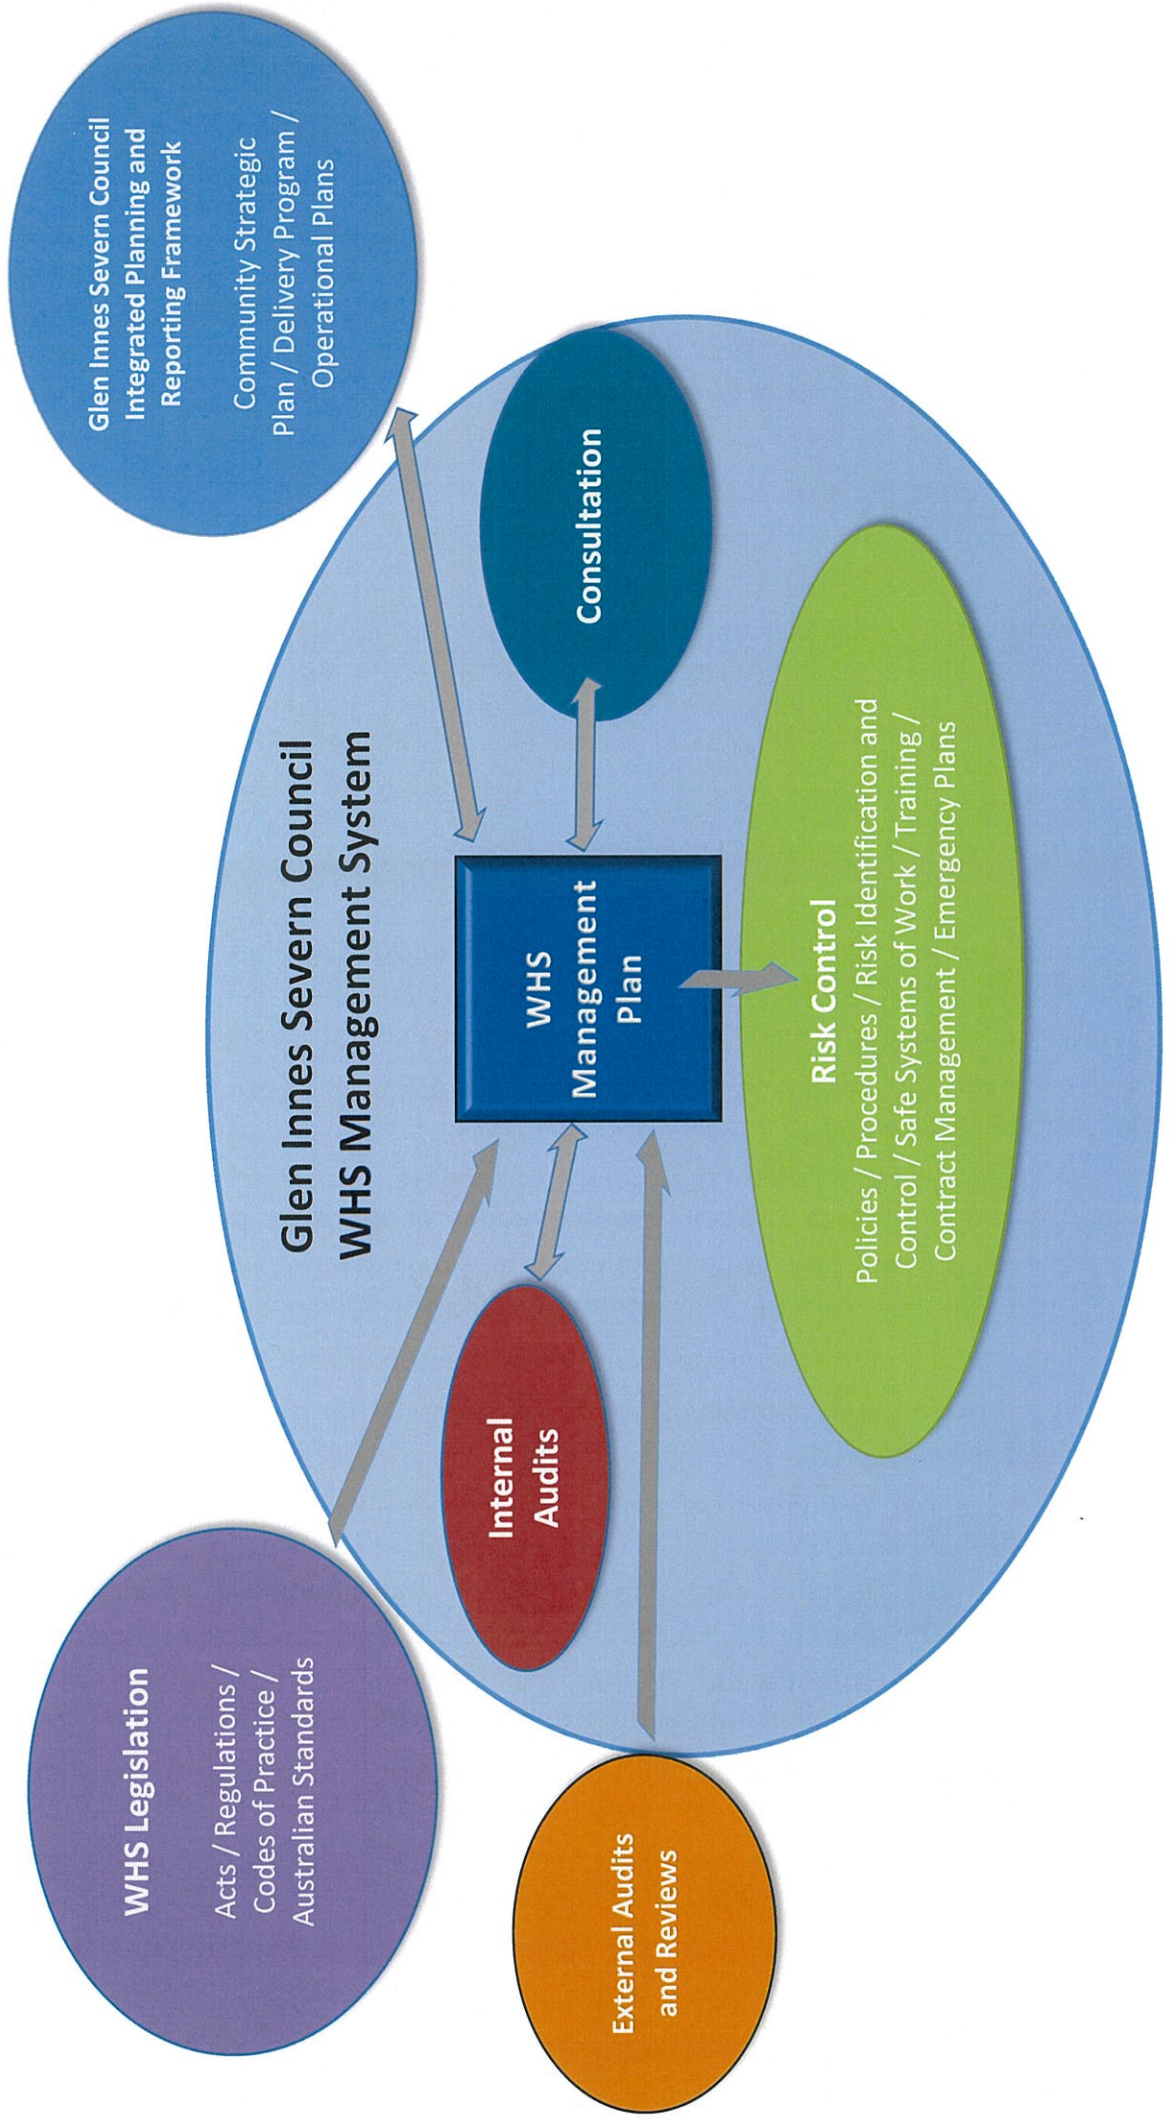 WHS Legislation
Acts / Regulations /
Codes of Practice /
Australian Standards
Glen Innes Severn Council
Integrated Planning and
Reporting Framework
Community Strategic
Plan / Delivery Program /
Operational Plans
Glen Innes Severn Council
WHS Management System
External Audits
and Reviews
Internal
Audits
WHS
Management
Plan
Consultation
Risk Control
Policies / Procedures / Risk Identification and
Control / Safe Systems of Work / Training /
Contract Management / Emergency Plans